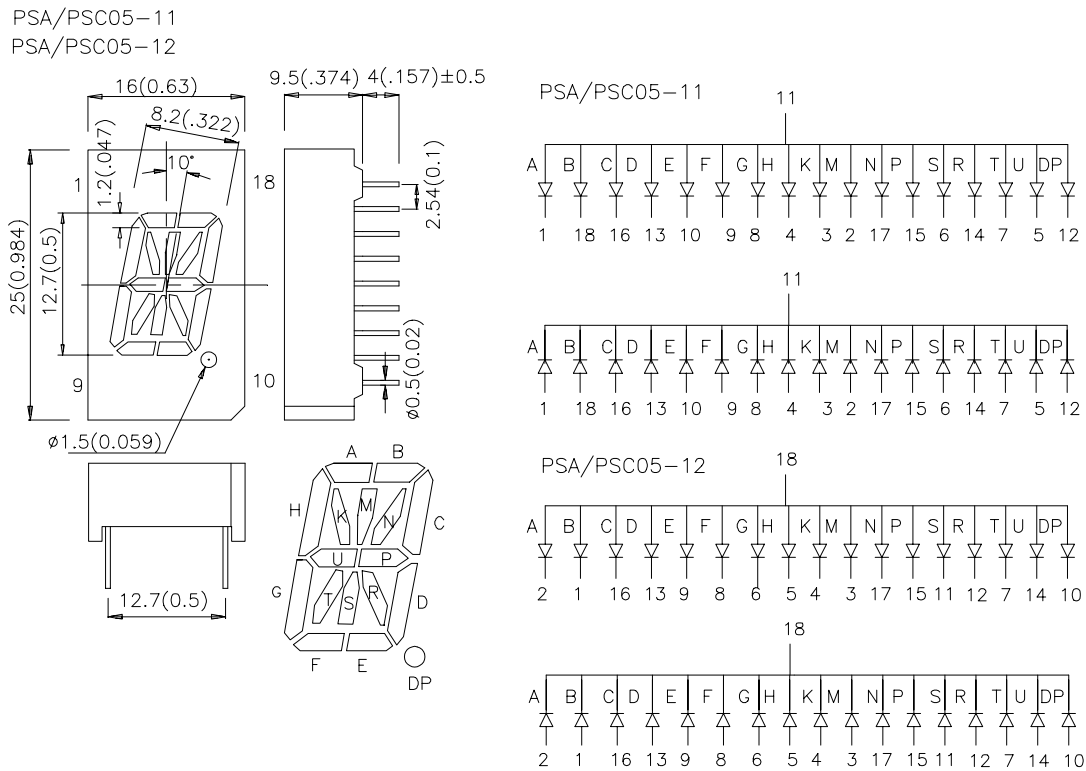 PSA/PSC05-11
PSA/PSC05-12
16(0.63)
9.5(.374)
4(.157)±0.5
8.2(.322)
1.2(0.047)
10°
1
18
2.54(0.1)
25(0.984)
12.7(0.5)
9
10
ø0.5(0.02)
ø1.5(0.059)
12.7(0.5)
A B
H K M N C
U P
G T S R D
F E
DP
PSA/PSC05-11
11
A B C D E F G H K M N P S R T U DP
1 18 16 13 10 9 8 4 3 2 17 15 6 14 7 5 12
11
A B C D E F G H K M N P S R T U DP
1 18 16 13 10 9 8 4 3 2 17 15 6 14 7 5 12
PSA/PSC05-12
18
A B C D E F G H K M N P S R T U DP
2 1 16 13 9 8 6 5 4 3 17 15 11 12 7 14 10
18
A B C D E F G H K M N P S R T U DP
2 1 16 13 9 8 6 5 4 3 17 15 11 12 7 14 10